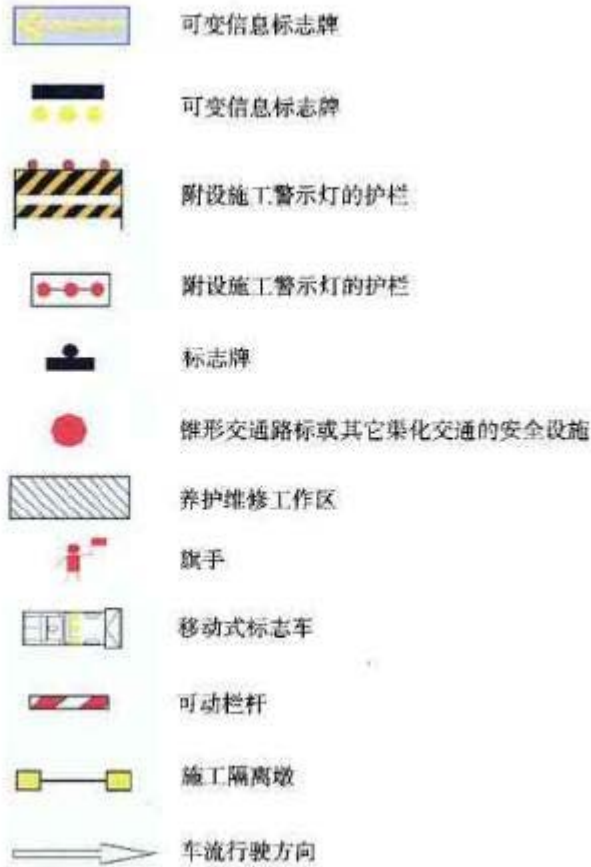 可变信息标志牌
可变信息标志牌
附设施工警示灯的护栏
附设施工警示灯的护栏
标志牌
锥形交通路标或其它渠化交通的安全设施
养护维修工作区
旗手
移动式标志车
可动栏杆
施工隔离墩
车流行驶方向